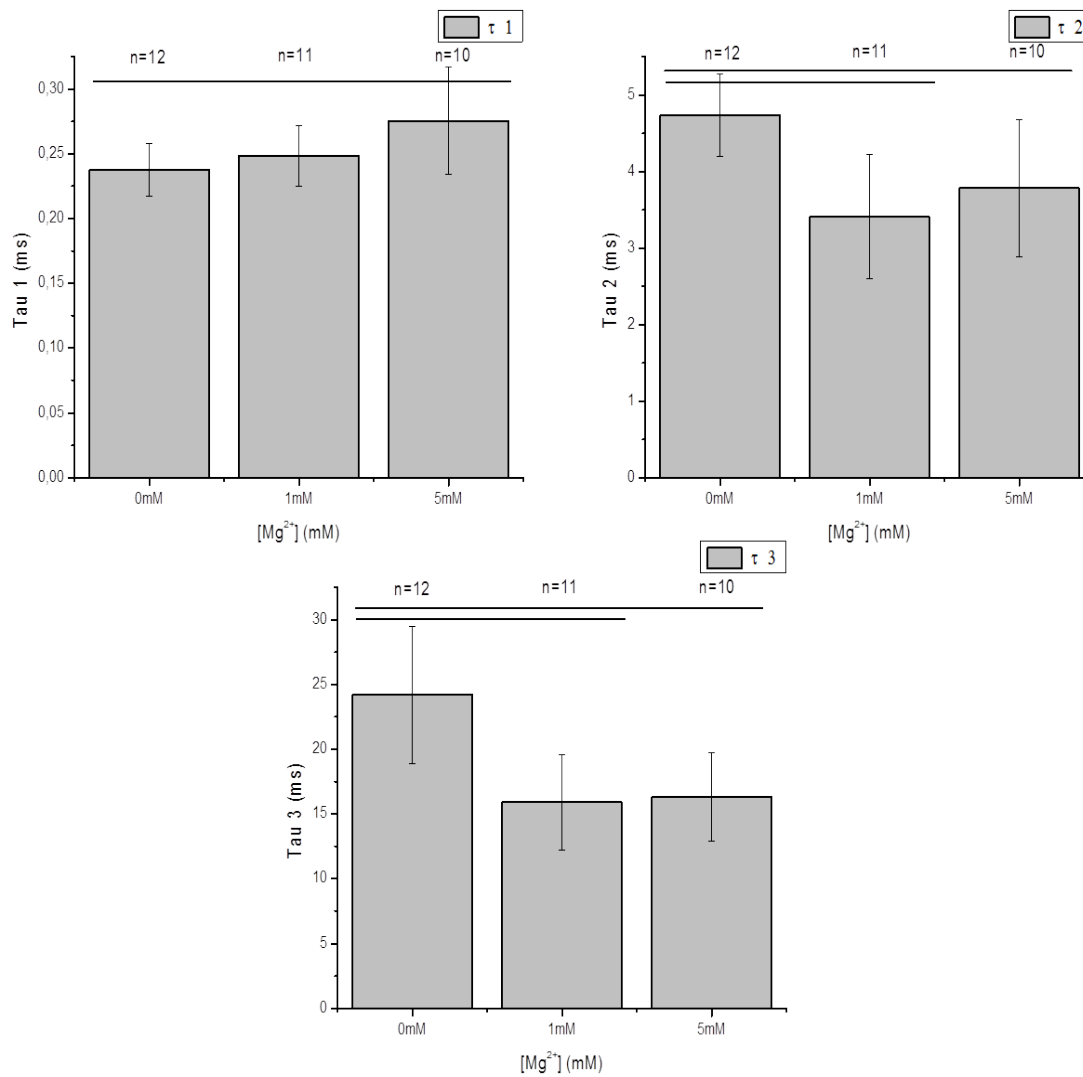 τ 1
n=12 n=11 n=10
0,30
0,25
0,20
0,15
0,10
0,05
0,00
Tau 1 (ms)
0mM 1mM 5mM
[Mg²⁺] (mM)
τ 2
n=12 n=11 n=10
5
4
3
2
1
0
Tau 2 (ms)
0mM 1mM 5mM
[Mg²⁺] (mM)
τ 3
n=12 n=11 n=10
30
25
20
15
10
5
0
Tau 3 (ms)
0mM 1mM 5mM
[Mg²⁺] (mM)